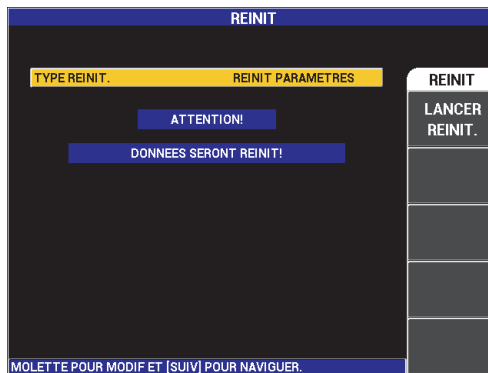 REINIT
TYPE REINIT. REINIT PARAMETRES
REINIT
LANCER
REINIT.
ATTENTION!
DONNEES SERONT REINIT!
MOLETTE POUR MODIF ET [SUIV] POUR NAVIGUER.